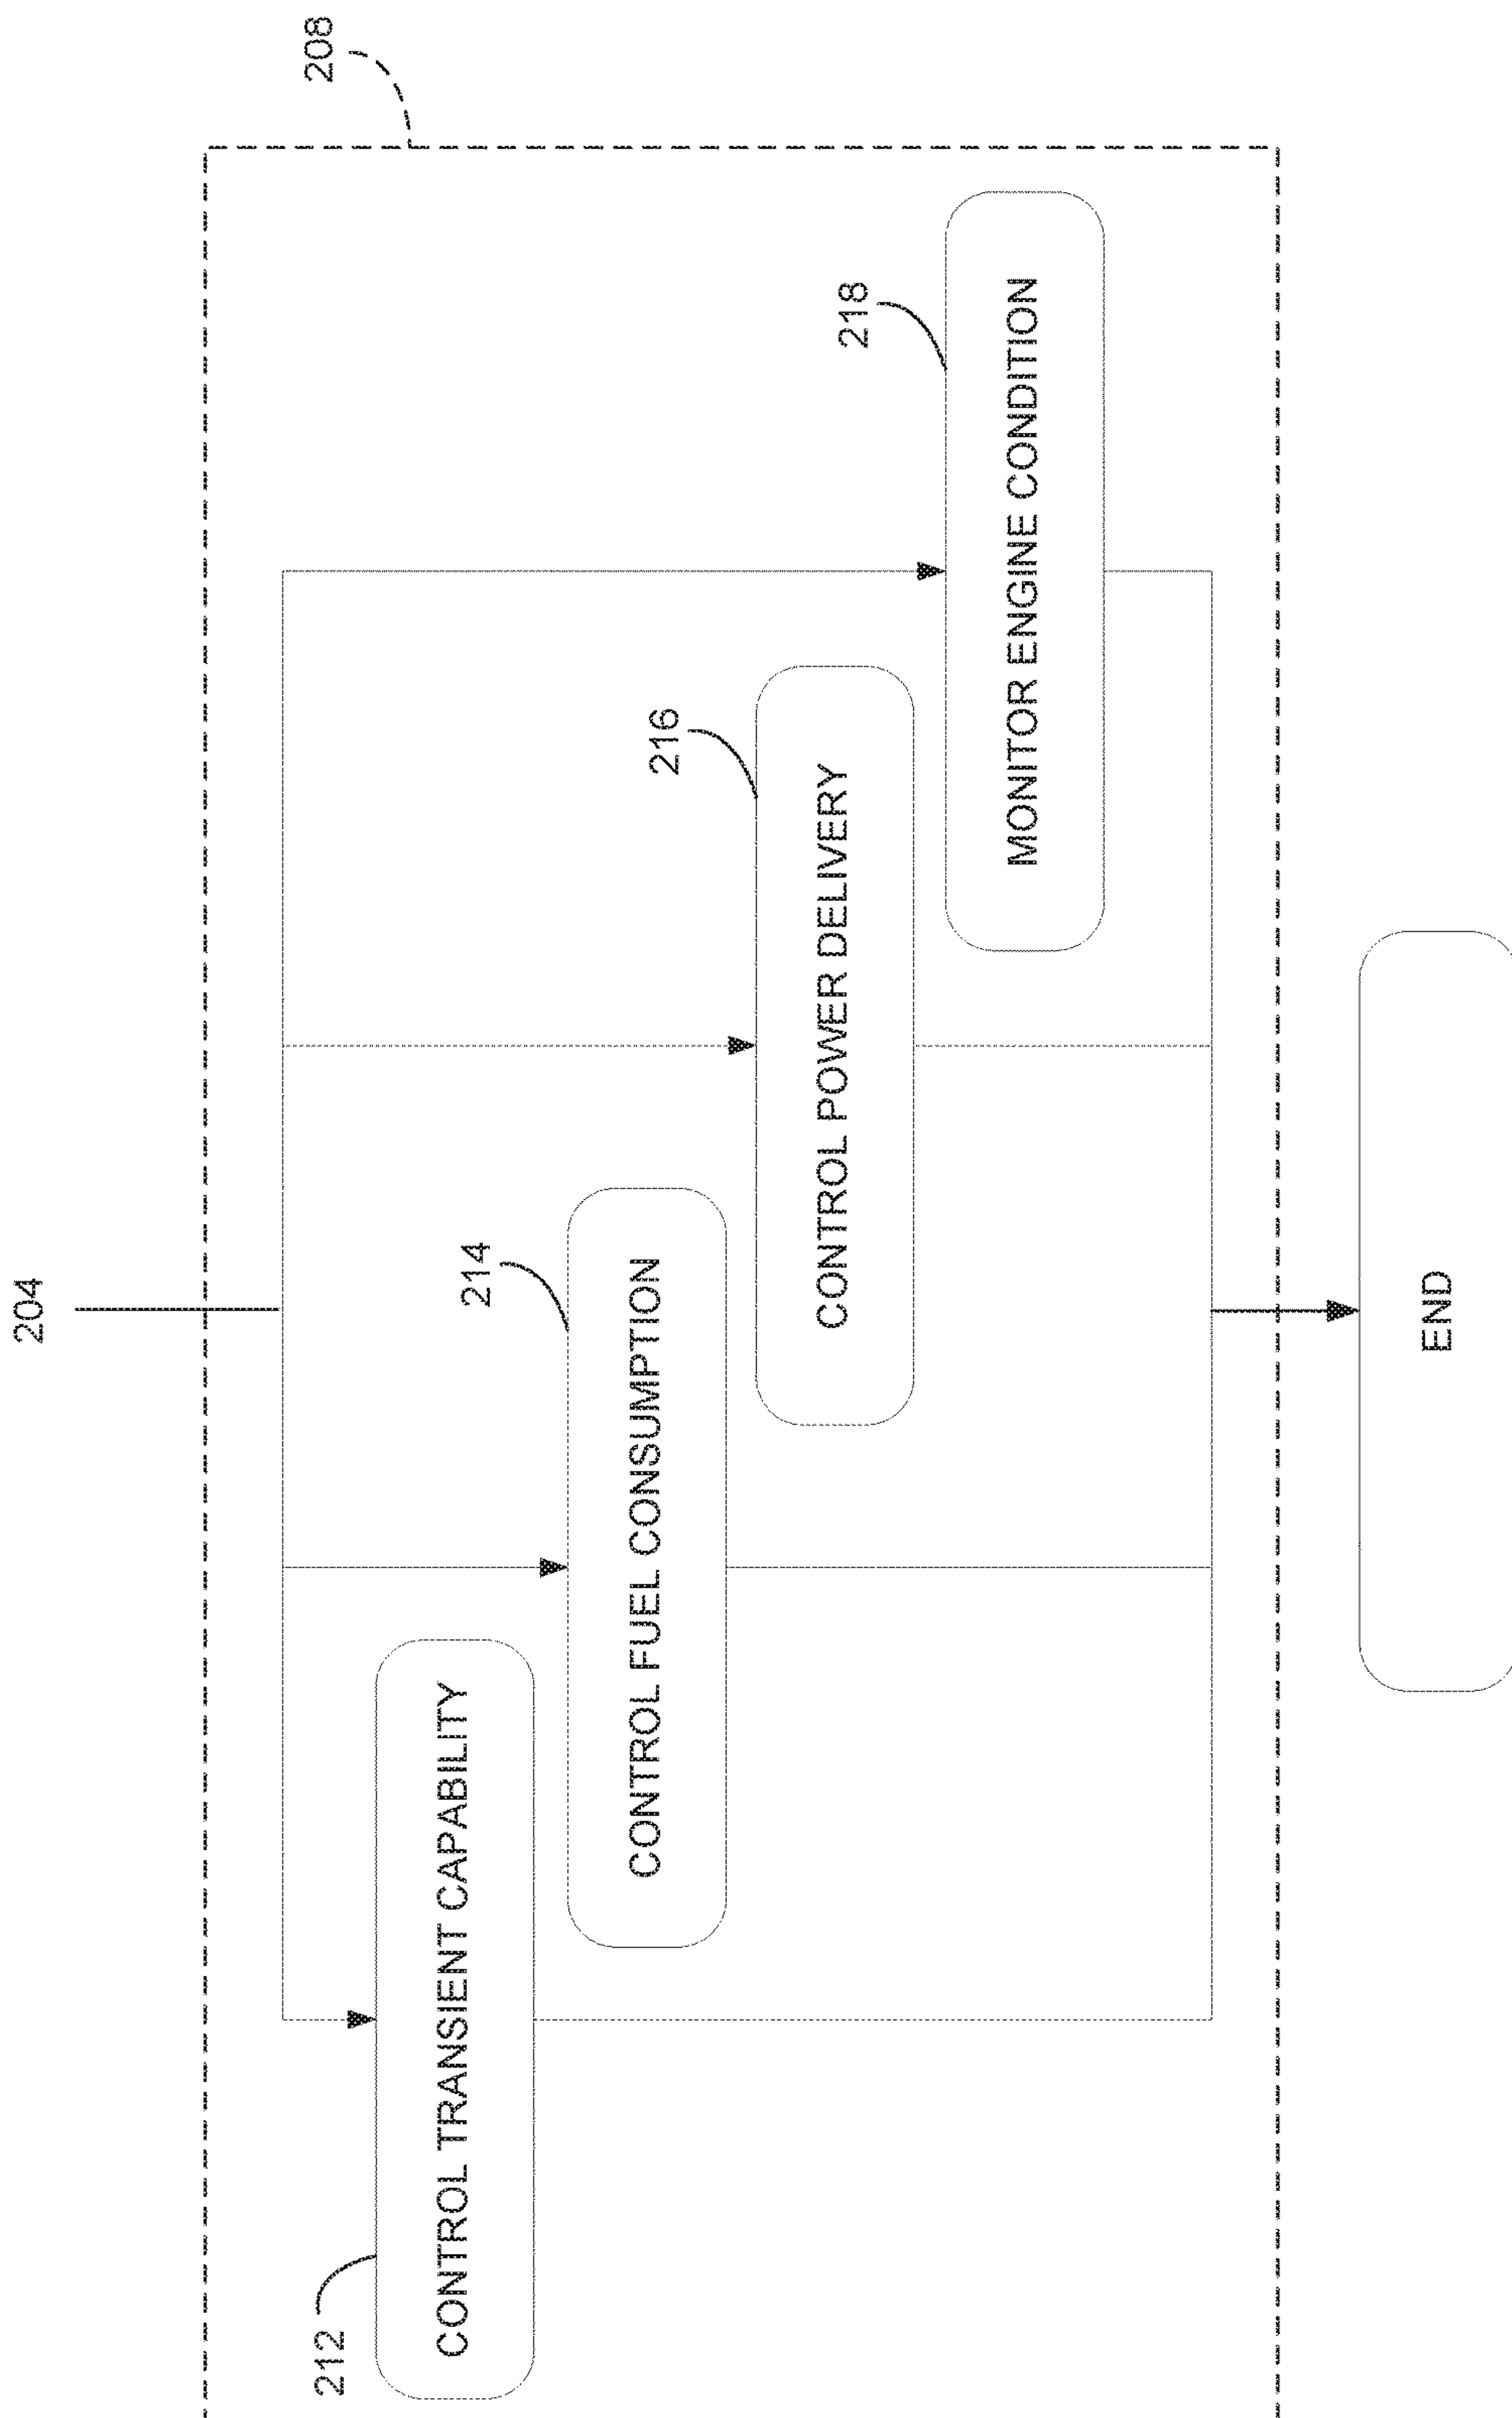 204
208
212
CONTROL TRANSIENT CAPABILITY
214
CONTROL FUEL CONSUMPTION
216
CONTROL POWER DELIVERY
218
MONITOR ENGINE CONDITION
END